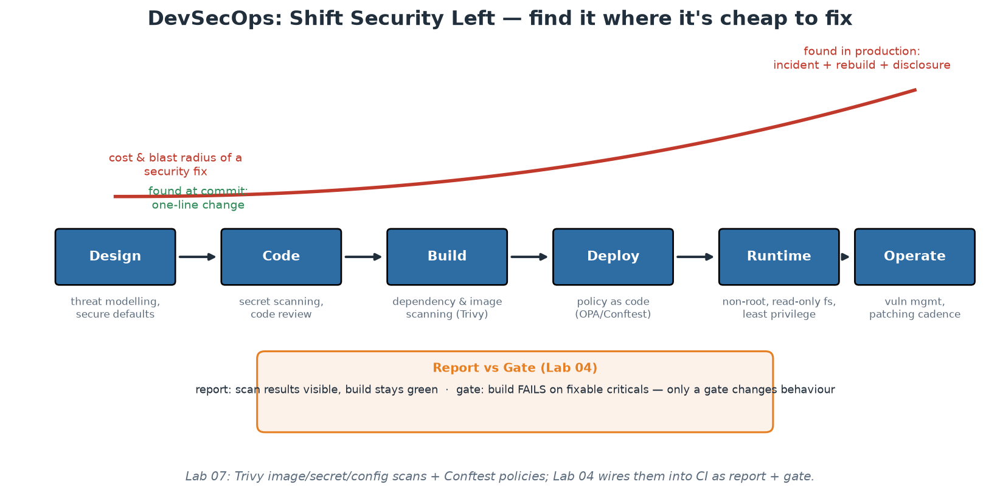 DevSecOps: Shift Security Left — find it where it's cheap to fix
found in production:
incident + rebuild + disclosure
cost & blast radius of a
security fix
found at commit:
one-line change
Design
Code
Build
Deploy
Runtime
Operate
threat modelling,
secure defaults
secret scanning,
code review
dependency & image
scanning (Trivy)
policy as code
(OPA/Conftest)
non-root, read-only fs,
least privilege
vuln mgmt,
patching cadence
Report vs Gate (Lab 04)
report: scan results visible, build stays green · gate: build FAILS on fixable criticals — only a gate changes behaviour
Lab 07: Trivy image/secret/config scans + Conftest policies; Lab 04 wires them into CI as report + gate.